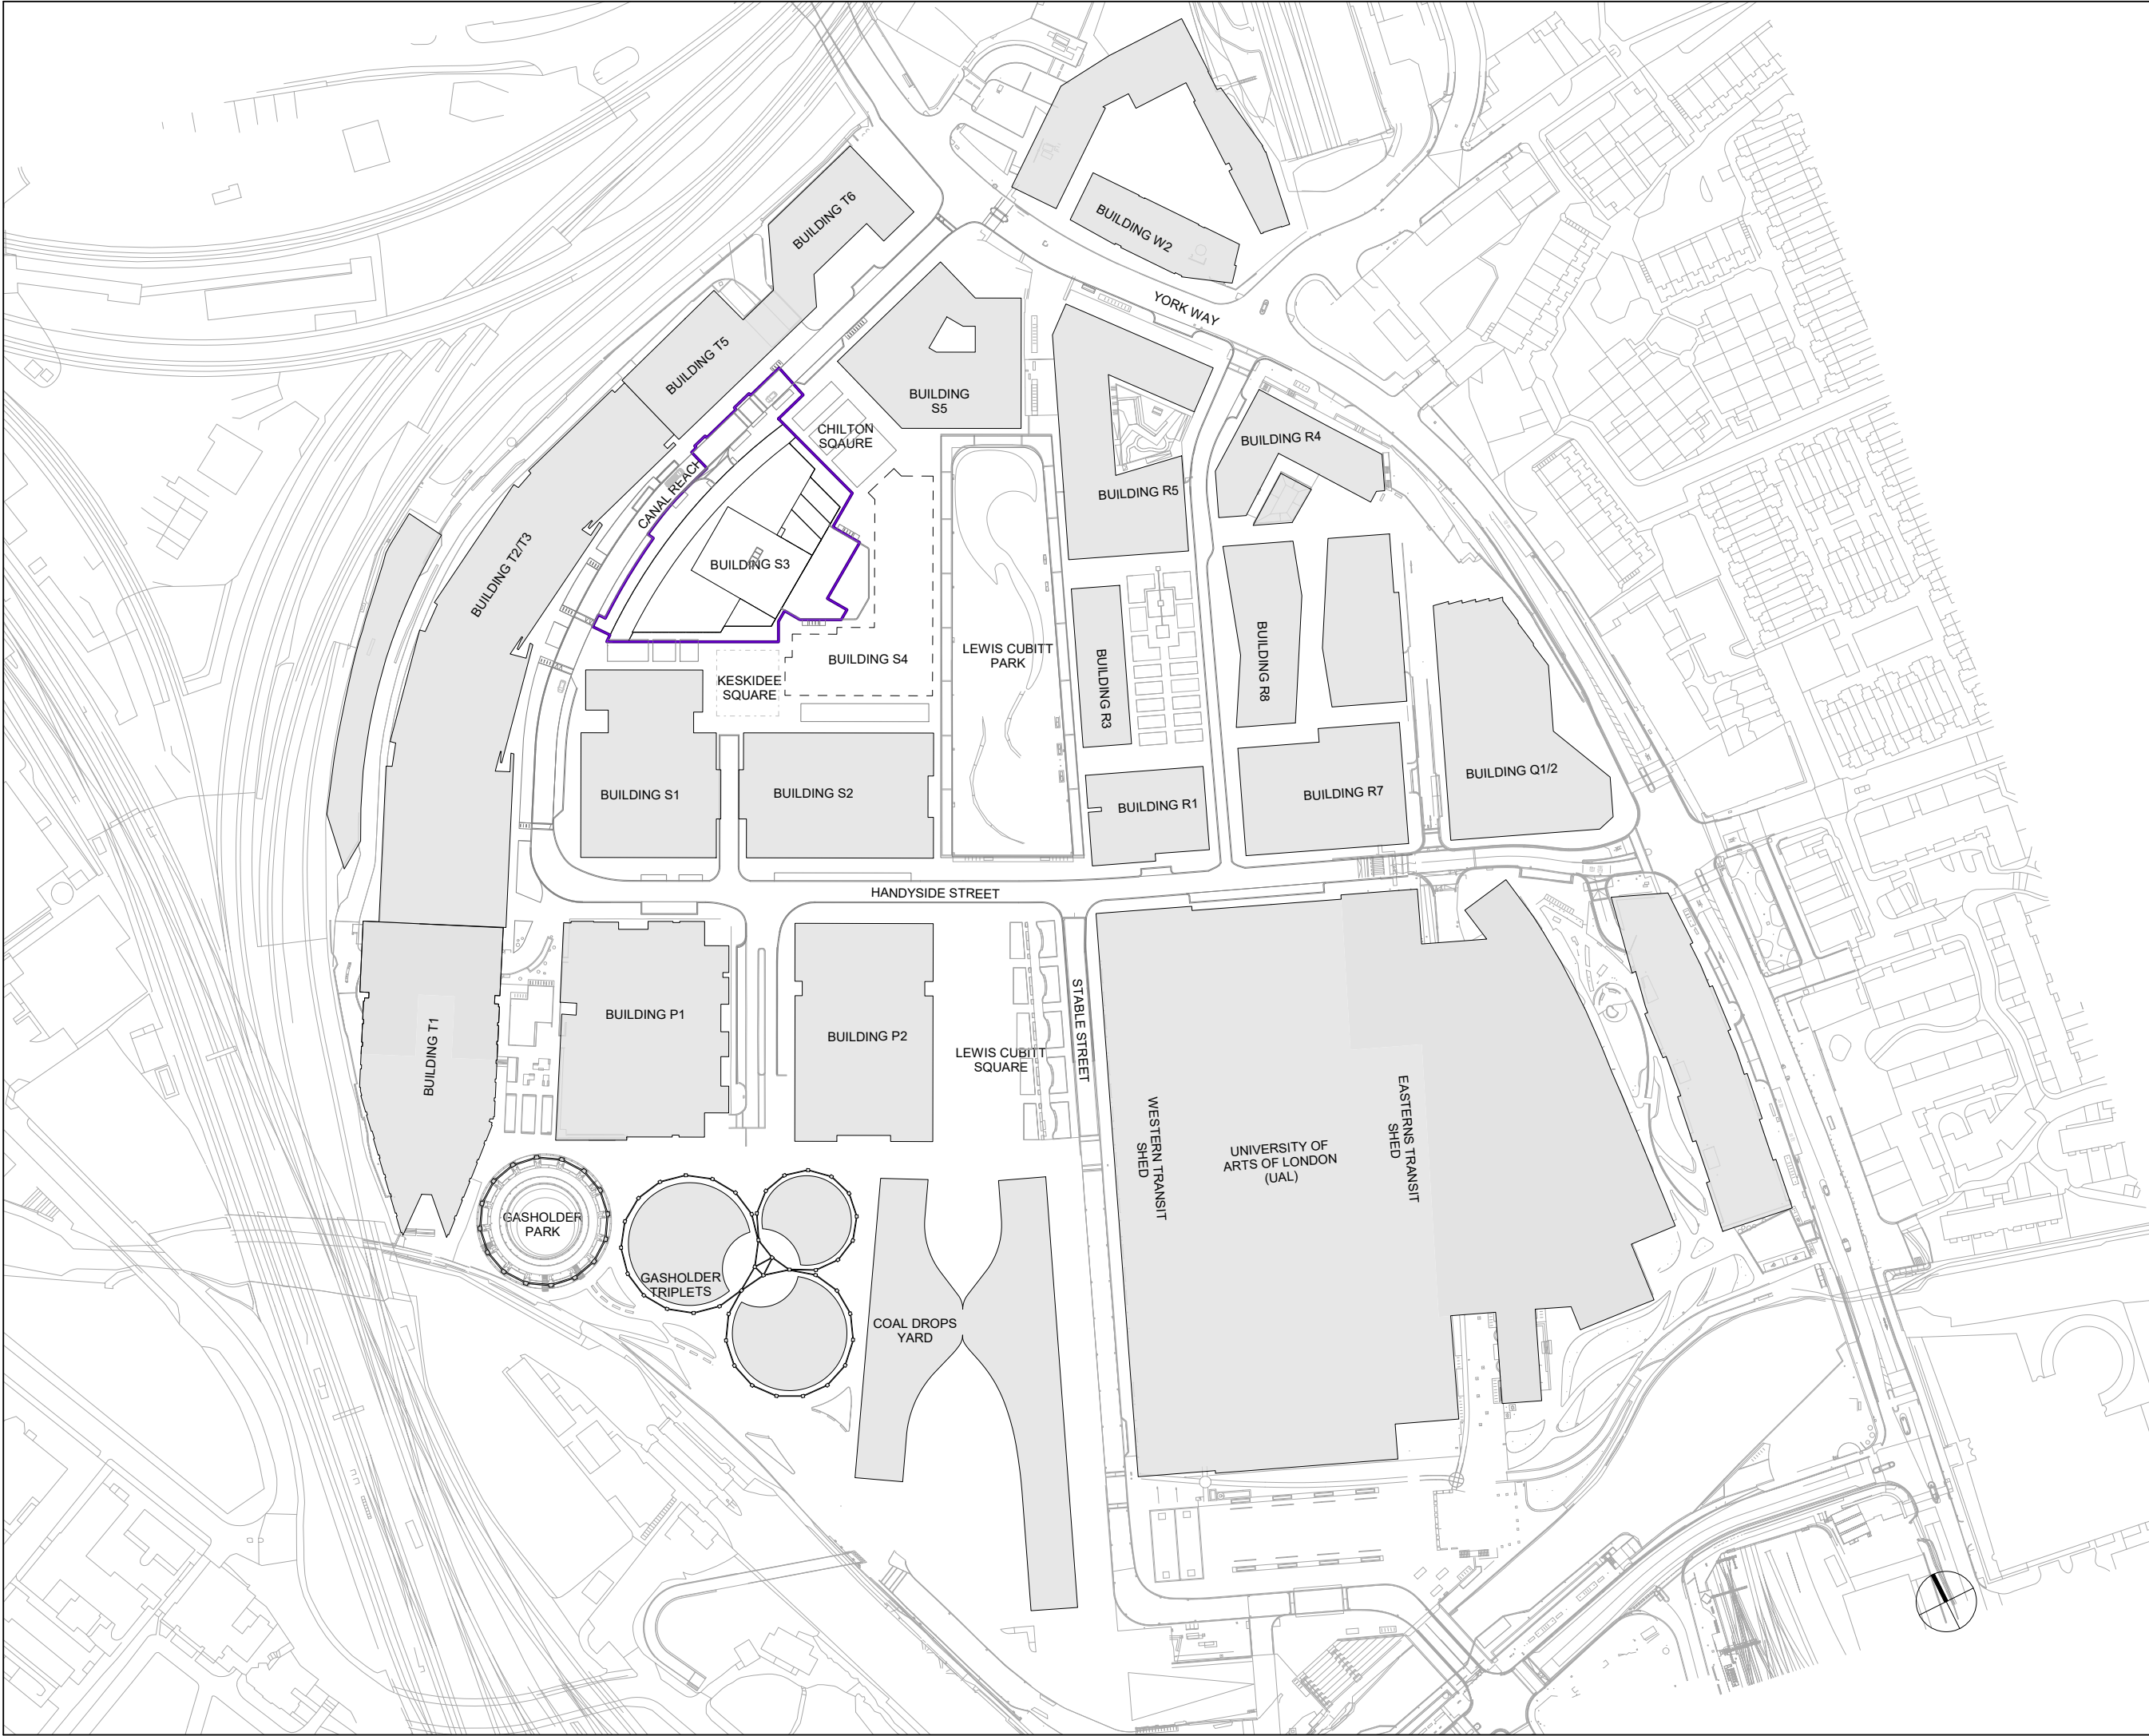 BUILDING T6
BUILDING W2
YORK WAY
BUILDING T5
BUILDING
S5
CHILTON
SQAURE
BUILDING R4
CANAL REACH
BUILDING R5
BUILDING T2/T3
BUILDING S3
BUILDING S4
LEWIS CUBITT
PARK
KESKIDEE
SQUARE
BUILDING R3
BUILDING R8
BUILDING S1
BUILDING S2
BUILDING R1
BUILDING R7
BUILDING Q1/2
HANDYSIDE STREET
BUILDING T1
BUILDING P1
BUILDING P2
LEWIS CUBITT
SQUARE
STABLE STREET
WESTERN TRANSIT
SHED
UNIVERSITY OF
ARTS OF LONDON
(UAL)
EASTERNS TRANSIT
SHED
GASHOLDER
PARK
GASHOLDER
TRIPLETS
COAL DROPS
YARD